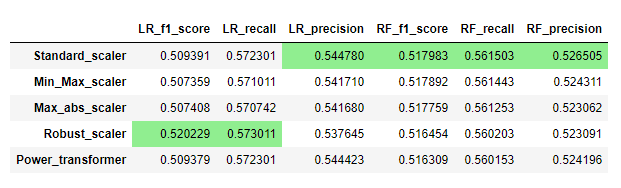 LR_f1_score LR_recall LR_precision RF_f1_score RF_recall RF_precision
Standard_scaler 0.509391 0.572301 0.544780 0.517983 0.561503 0.526505
Min_Max_scaler 0.507359 0.571011 0.541710 0.517892 0.561443 0.524311
Max_abs_scaler 0.507408 0.570742 0.541680 0.517759 0.561253 0.523062
Robust_scaler 0.520229 0.573011 0.537645 0.516454 0.560203 0.523091
Power_transformer 0.509379 0.572301 0.544423 0.516309 0.560153 0.524196